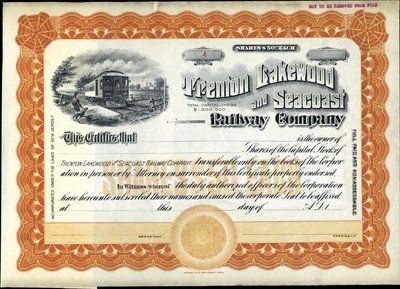 NOT TO BE REMOVED FROM FILE
SHARES $ 50 EACH
Trenton Lakewood
and Seacoast
Railway Company
TOTAL CAPITAL SHARES
$ 500.000
This Certifies that
is the owner of
Shares of the Capital Stock of
TRENTON LAKEWOOD & SEACOAST RAILWAY COMPANY, transferable only on the books of the Corpor
ation in person or by Attorney on surrender of this Certificate properly endorsed.
In Witness whereof the duly authorized officers of the Corporation
have hereunto subscribed their names and caused the corporate Seal to be affixed
at this day of A.D.
SECRETARY
PRESIDENT
INCORPORATED UNDER THE LAWS OF NEW JERSEY
FULL PAID AND NONASSESSABLE